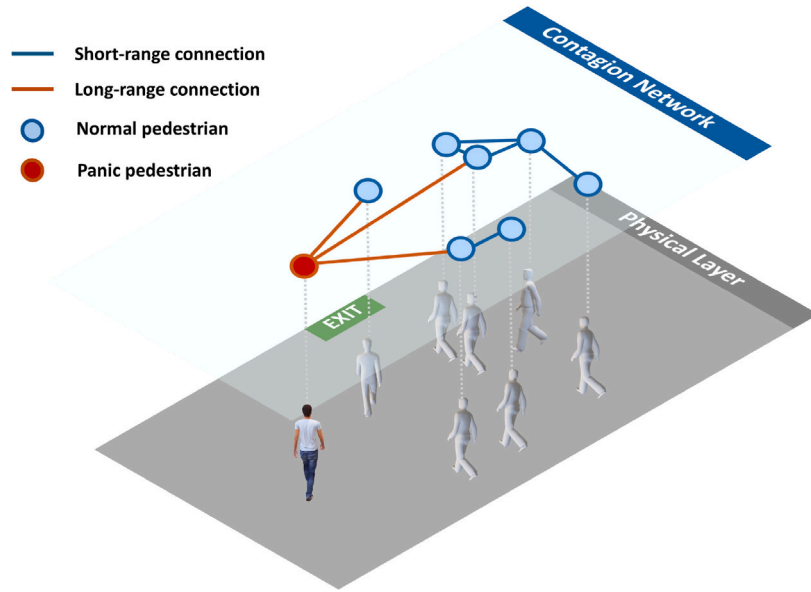 Short-range connection
Long-range connection
Normal pedestrian
Panic pedestrian
Contagion Network
Physical Layer
EXIT